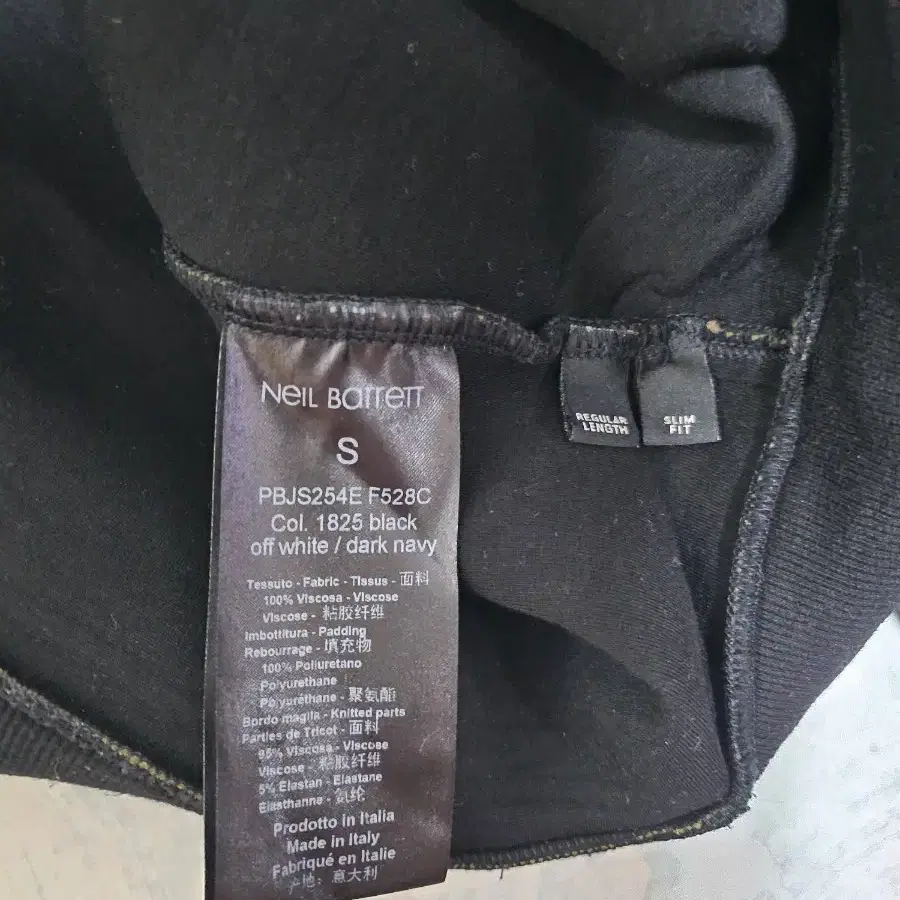 Neil Barrett
S
PBJS254E F528C
Col. 1825 black
off white / dark navy
Tessuto - Fabric - Tissus - 面料
100% Viscosa - Viscose
Viscose - 粘胶纤维
Imbottitura - Padding
Rebourrage - 填充物
100% Poliuretano
Polyurethane
Polyuréthane - 聚氨酯
Bordo maglia - Knitted parts
Parties de Tricot - 面料
95% Viscosa - Viscose
Viscose - 粘胶纤维
5% Elastan - Elastane
Elasthanne - 氨纶
Prodotto in Italia
Made in Italy
Fabriqué en Italie
产地: 意大利
REGULAR
LENGTH
SLIM
FIT